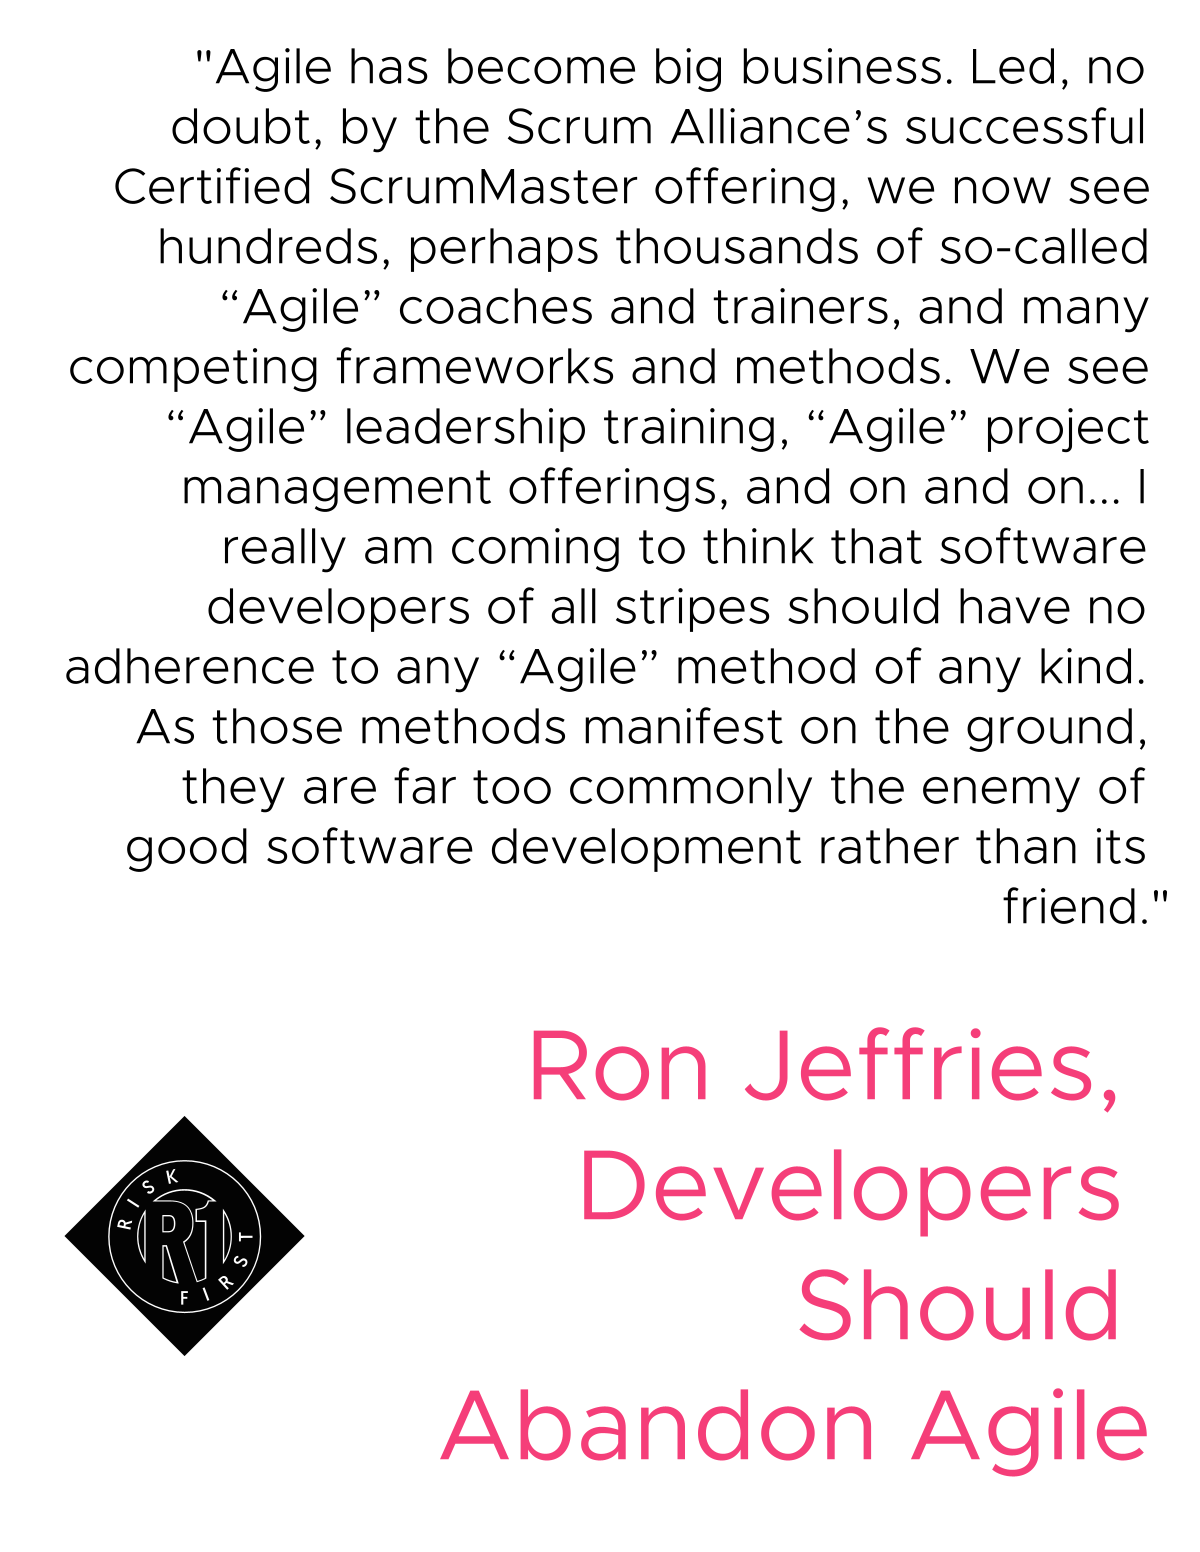 "Agile has become big business. Led, no
doubt, by the Scrum Alliance’s successful
Certified ScrumMaster offering, we now see
hundreds, perhaps thousands of so-called
“Agile” coaches and trainers, and many
competing frameworks and methods. We see
“Agile” leadership training, “Agile” project
management offerings, and on and on... I
really am coming to think that software
developers of all stripes should have no
adherence to any “Agile” method of any kind.
As those methods manifest on the ground,
they are far too commonly the enemy of
good software development rather than its
friend."
Ron Jeffries,
Developers
Should
Abandon Agile
RISK
R1
FIRST